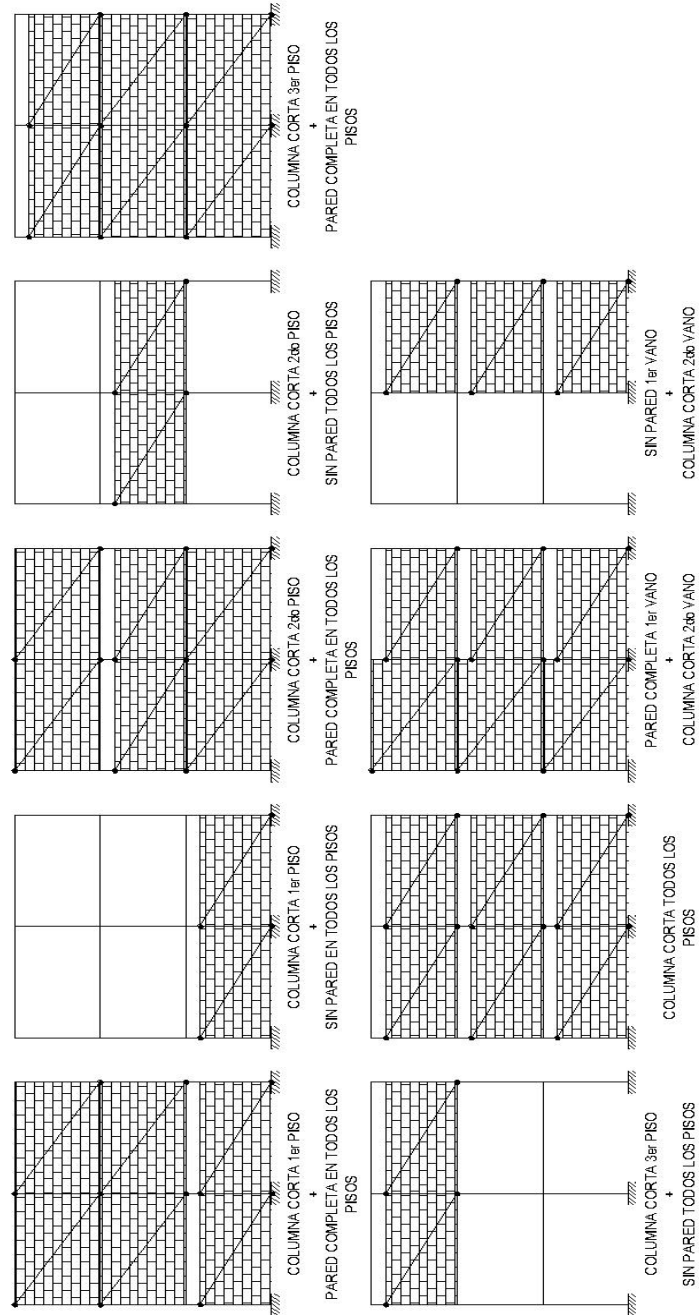 COLUMNA CORTA 1er PISO
+
PARED COMPLETA EN TODOS LOS
PISOS
COLUMNA CORTA 1er PISO
+
SIN PARED EN TODOS LOS PISOS
COLUMNA CORTA 2do PISO
+
PARED COMPLETA EN TODOS LOS
PISOS
COLUMNA CORTA 2do PISO
+
SIN PARED TODOS LOS PISOS
COLUMNA CORTA 3er PISO
+
PARED COMPLETA EN TODOS LOS
PISOS
COLUMNA CORTA 3er PISO
+
SIN PARED TODOS LOS PISOS
COLUMNA CORTA TODOS LOS
PISOS
PARED COMPLETA 1er VANO
+
COLUMNA CORTA 2do VANO
SIN PARED 1er VANO
+
COLUMNA CORTA 2do VANO